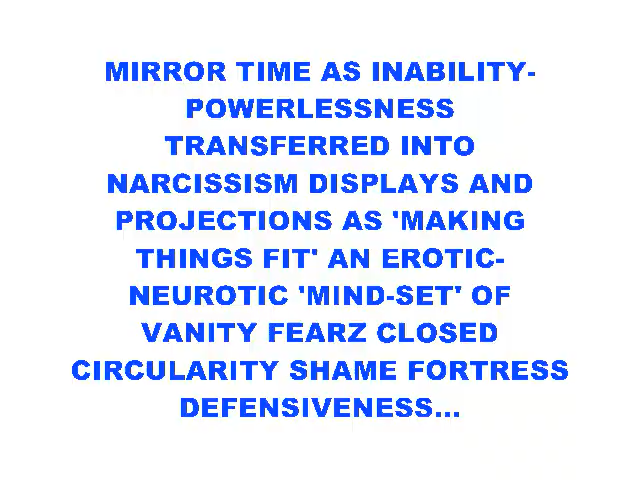 MIRROR TIME AS INABILITY-
POWERLESSNESS
TRANSFERRED INTO
NARCISSISM DISPLAYS AND
PROJECTIONS AS 'MAKING
THINGS FIT' AN EROTIC-
NEUROTIC 'MIND-SET' OF
VANITY FEARZ CLOSED
CIRCULARITY SHAME FORTRESS
DEFENSIVENESS...